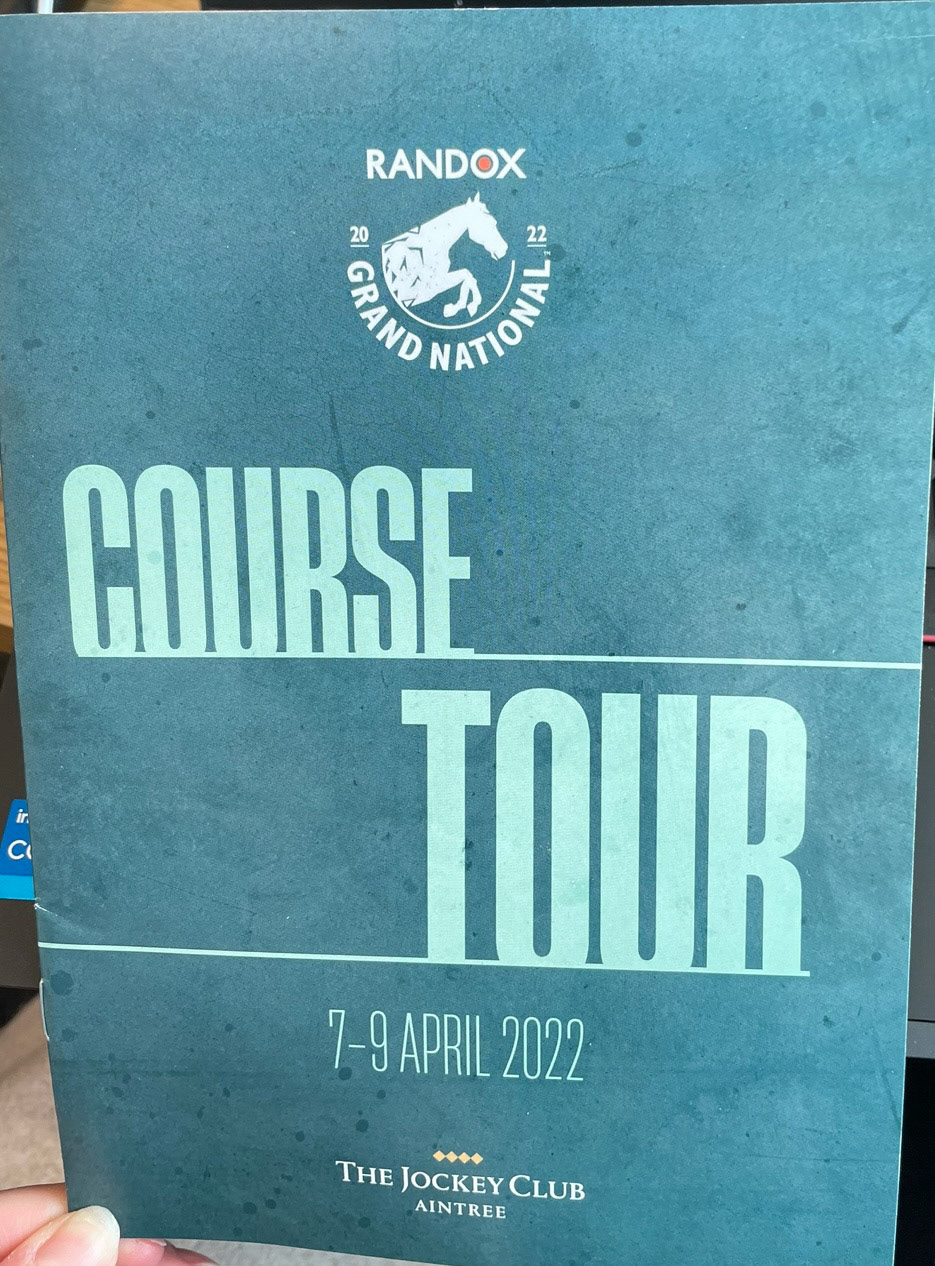 RANDOX
20 22
GRAND NATIONAL
COURSE
TOUR
7-9 APRIL 2022
THE JOCKEY CLUB
AINTREE